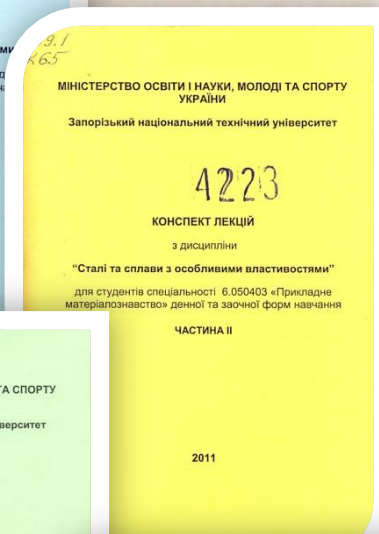 МІНІСТЕРСТВО ОСВІТИ І НАУКИ, МОЛОДІ ТА СПОРТУ
УКРАЇНИ
Запорізький національний технічний університет
4223
КОНСПЕКТ ЛЕКЦІЙ
з дисципліни
“Сталі та сплави з особливими властивостями”
для студентів спеціальності 6.050403 «Прикладне
матеріалознавство» денної та заочної форм навчання
ЧАСТИНА II
2011
ТА СПОРТУ